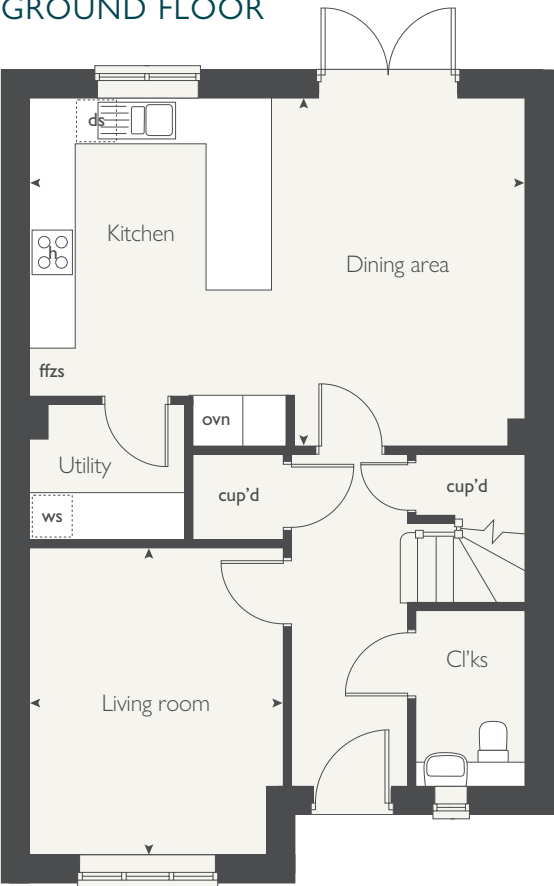 GROUND FLOOR
ds
Kitchen
h
Dining area
ffzs
ovn
Utility
cup'd
cup'd
ws
Cl'ks
Living room